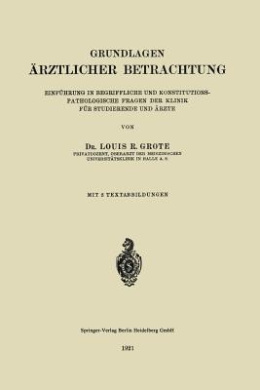 GRUNDLAGEN
ÄRZTLICHER BETRACHTUNG
EINFÜHRUNG IN BEGRIFFLICHE UND KONSTITUTIONS-
PATHOLOGISCHE FRAGEN DER KLINIK
FÜR STUDIERENDE UND ÄRZTE
VON
DR. LOUIS R. GROTE
PRIVATDOZENT, OBERARZT DER MEDIZINISCHEN
UNIVERSITÄTSKLINIK IN HALLE A. S.
MIT 2 TEXTABBILDUNGEN
Springer-Verlag Berlin Heidelberg GmbH
1921